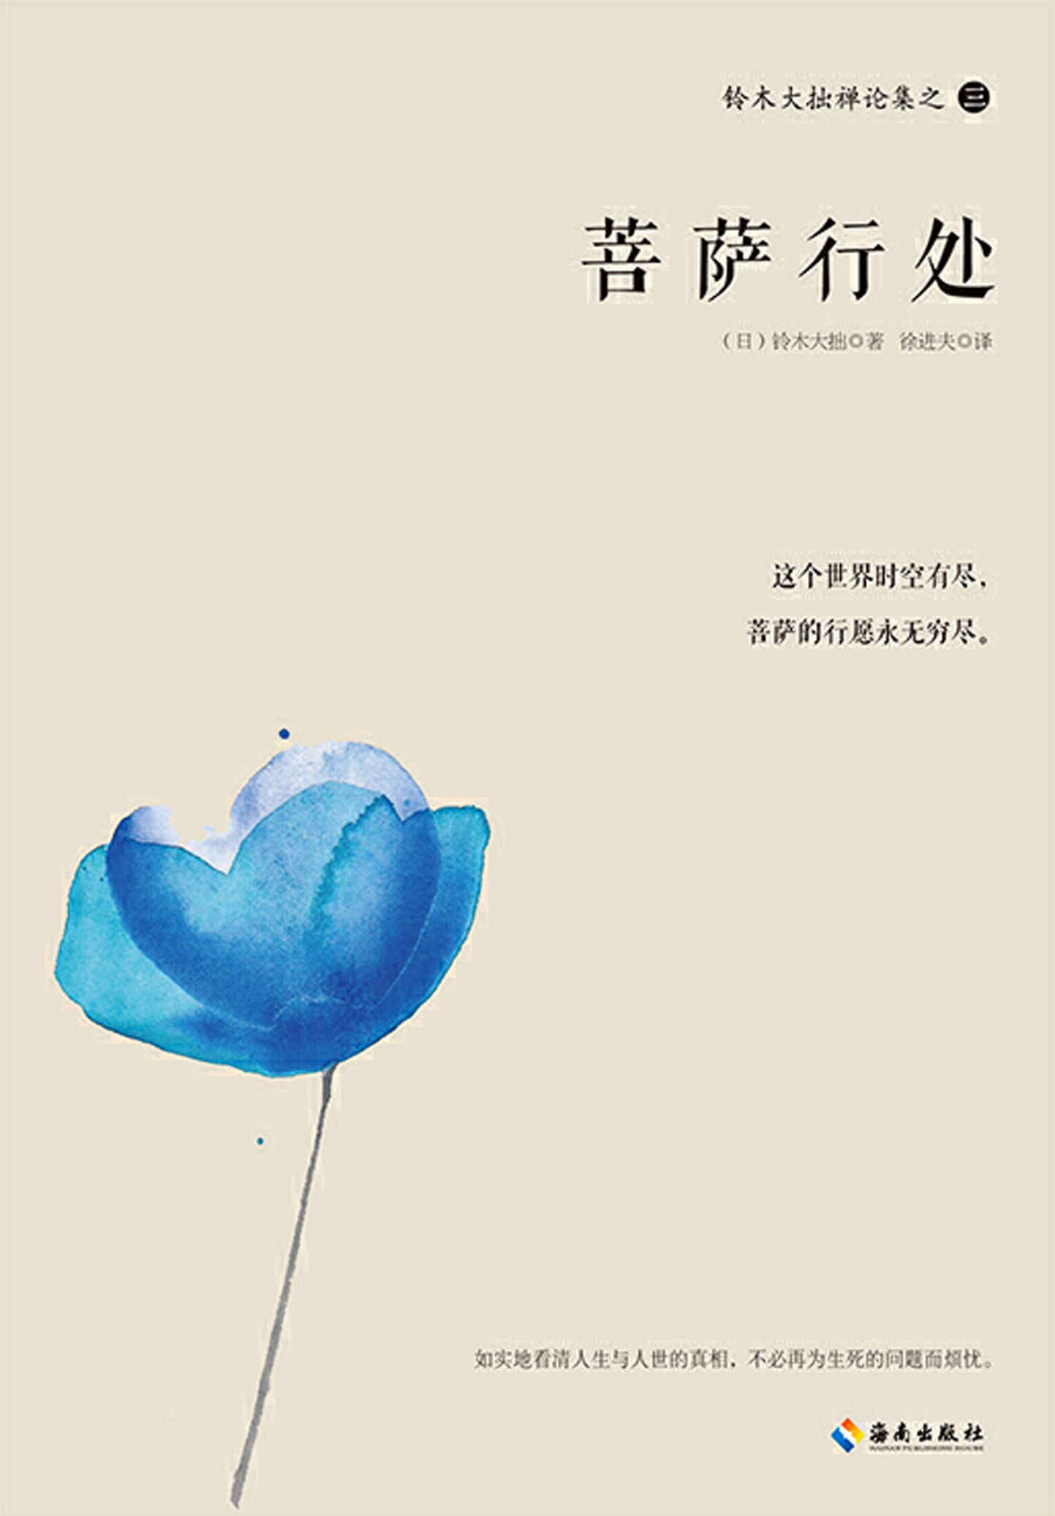 铃木大拙禅论集之三
菩萨行处
（日）铃木大拙◎著 徐进夫◎译
这个世界时空有尽，
菩萨的行愿永无穷尽。
如实地看清人生与人世的真相，不必再为生死的问题而烦忧。
海南出版社
HAINAN PUBLISHING HOUSE